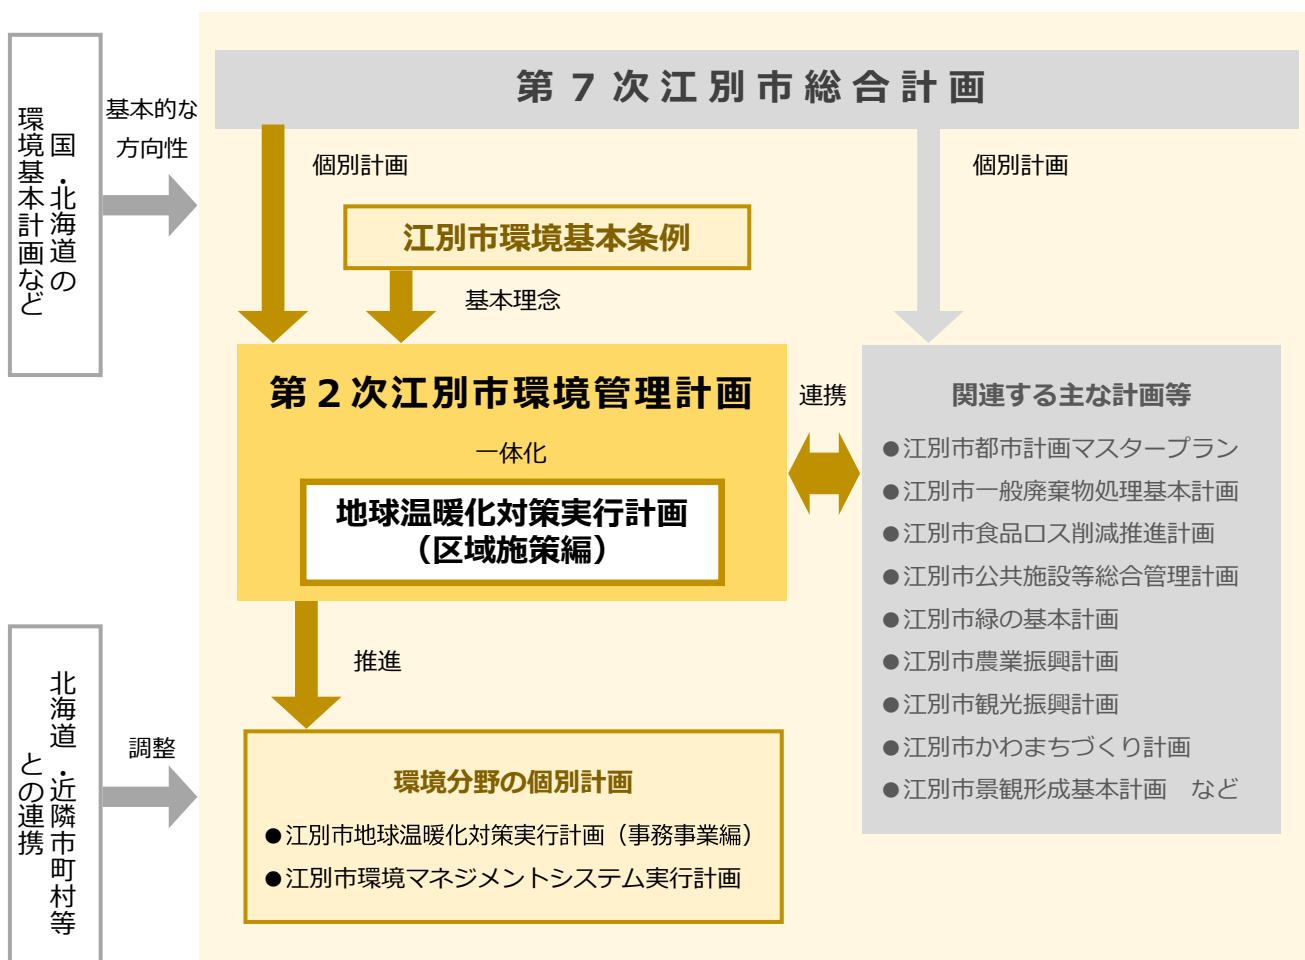 第７次江別市総合計画
国・北海道の
環境基本計画など
基本的な
方向性
個別計画
個別計画
江別市環境基本条例
基本理念
第２次江別市環境管理計画
一体化
地球温暖化対策実行計画
（区域施策編）
連携
関連する主な計画等
●江別市都市計画マスタープラン
●江別市一般廃棄物処理基本計画
●江別市食品ロス削減推進計画
●江別市公共施設等総合管理計画
●江別市緑の基本計画
●江別市農業振興計画
●江別市観光振興計画
●江別市かわまちづくり計画
●江別市景観形成基本計画　など
推進
北海道・近隣市町村等
との連携
調整
環境分野の個別計画
●江別市地球温暖化対策実行計画（事務事業編）
●江別市環境マネジメントシステム実行計画